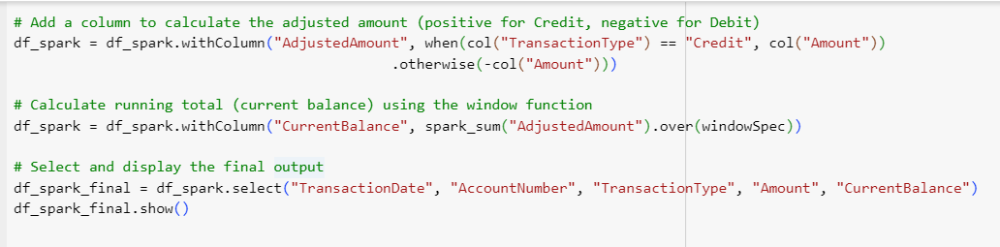 # Add a column to calculate the adjusted amount (positive for Credit, negative for Debit)
df_spark = df_spark.withColumn("AdjustedAmount", when(col("TransactionType") == "Credit", col("Amount"))
.otherwise(-col("Amount")))
# Calculate running total (current balance) using the window function
df_spark = df_spark.withColumn("CurrentBalance", spark_sum("AdjustedAmount").over(windowSpec))
# Select and display the final output
df_spark_final = df_spark.select("TransactionDate", "AccountNumber", "TransactionType", "Amount", "CurrentBalance")
df_spark_final.show()